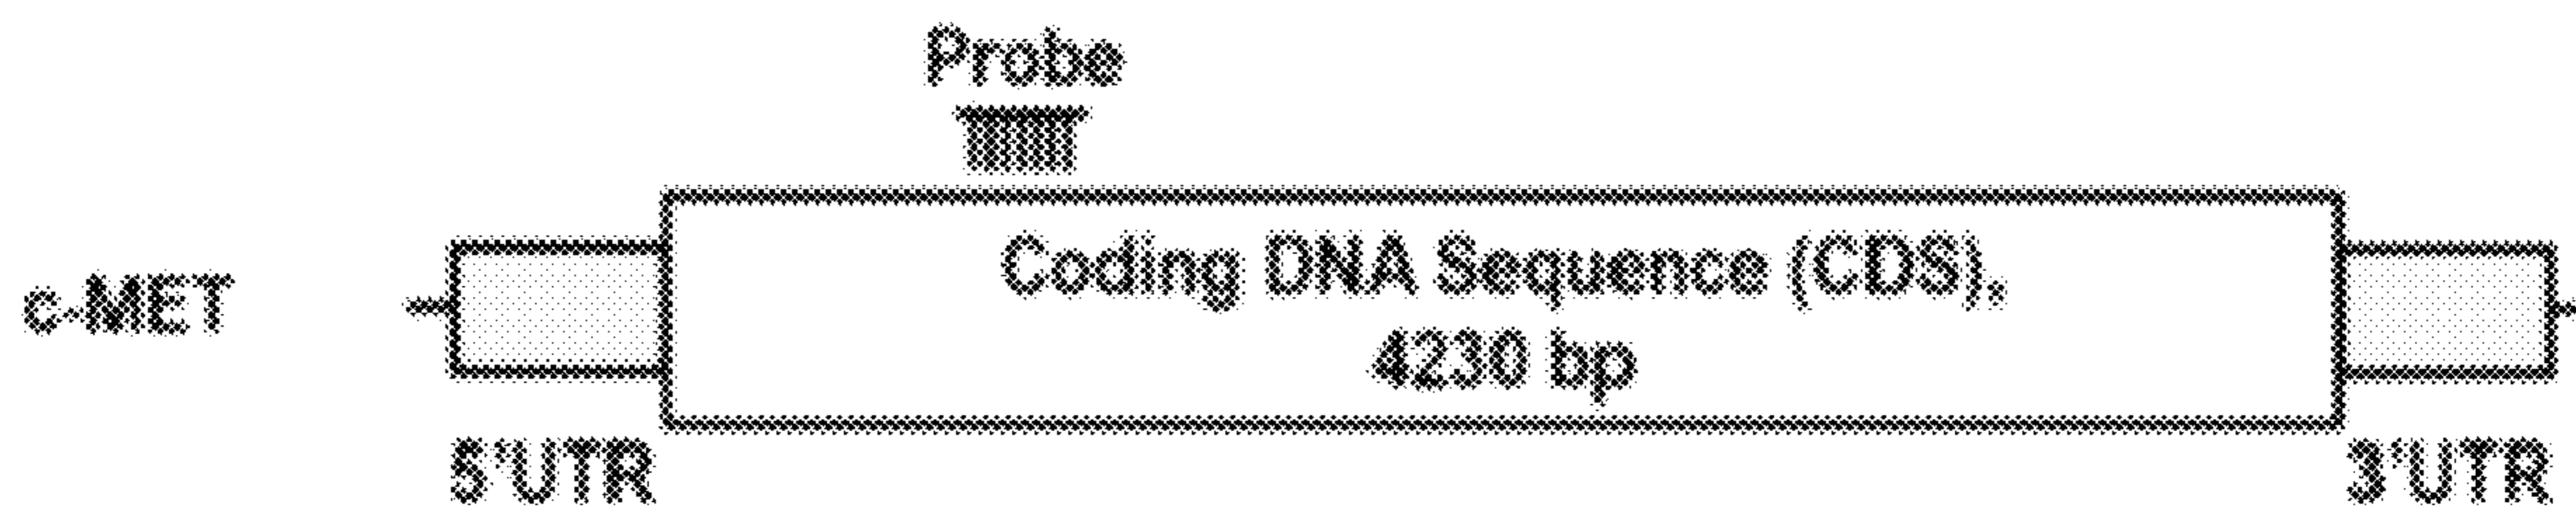 Probe
c-MET
Coding DNA Sequence (CDS),
4230 bp
5'UTR
3'UTR